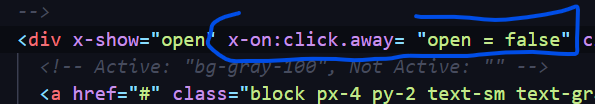 -->
<div x-show="open" x-on:click.away= "open = false" c
<!-- Active: "bg-gray-100", Not Active: "" -->
<a href="#" class="block px-4 py-2 text-sm text-gr